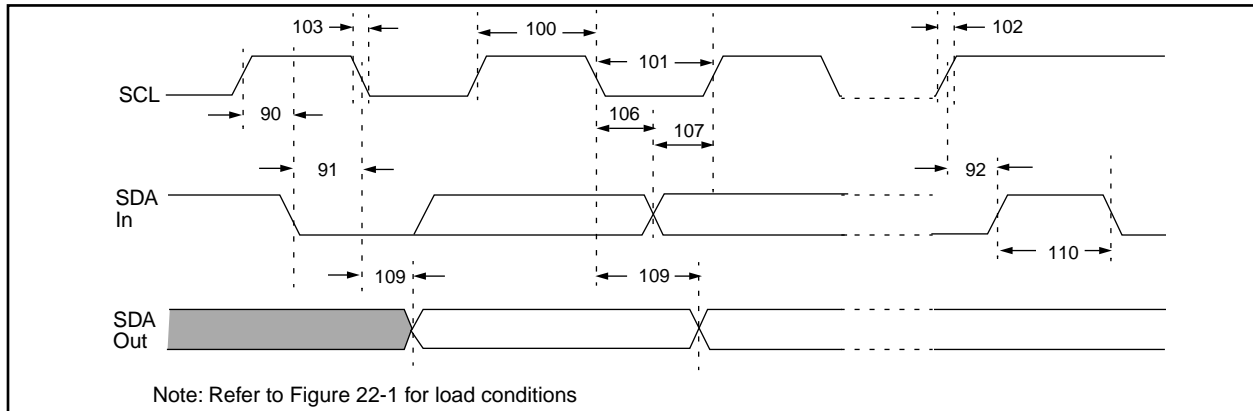 103
100
102
101
SCL
90
106
107
91
92
SDA
In
110
109
109
SDA
Out
Note: Refer to Figure 22-1 for load conditions